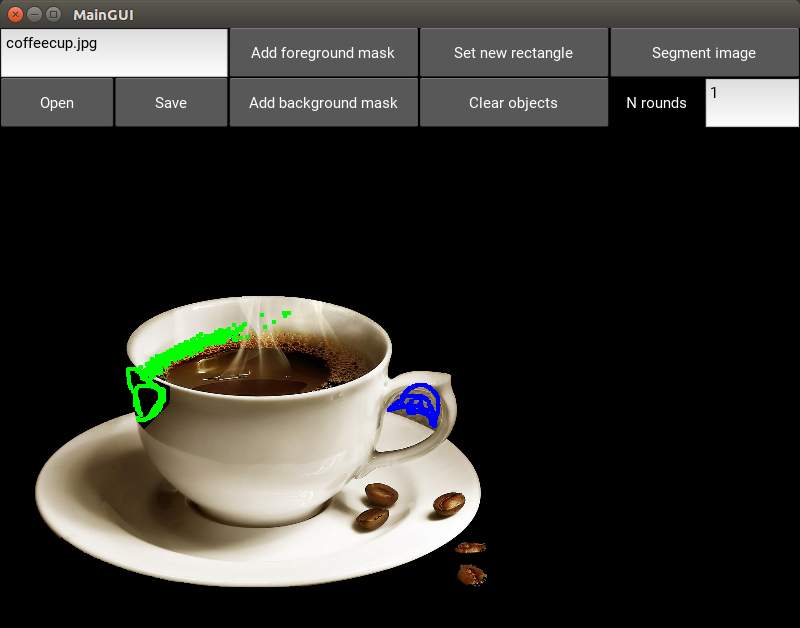 MainGUI
coffeecup.jpg
Add foreground mask
Set new rectangle
Segment image
Open
Save
Add background mask
Clear objects
N rounds
1